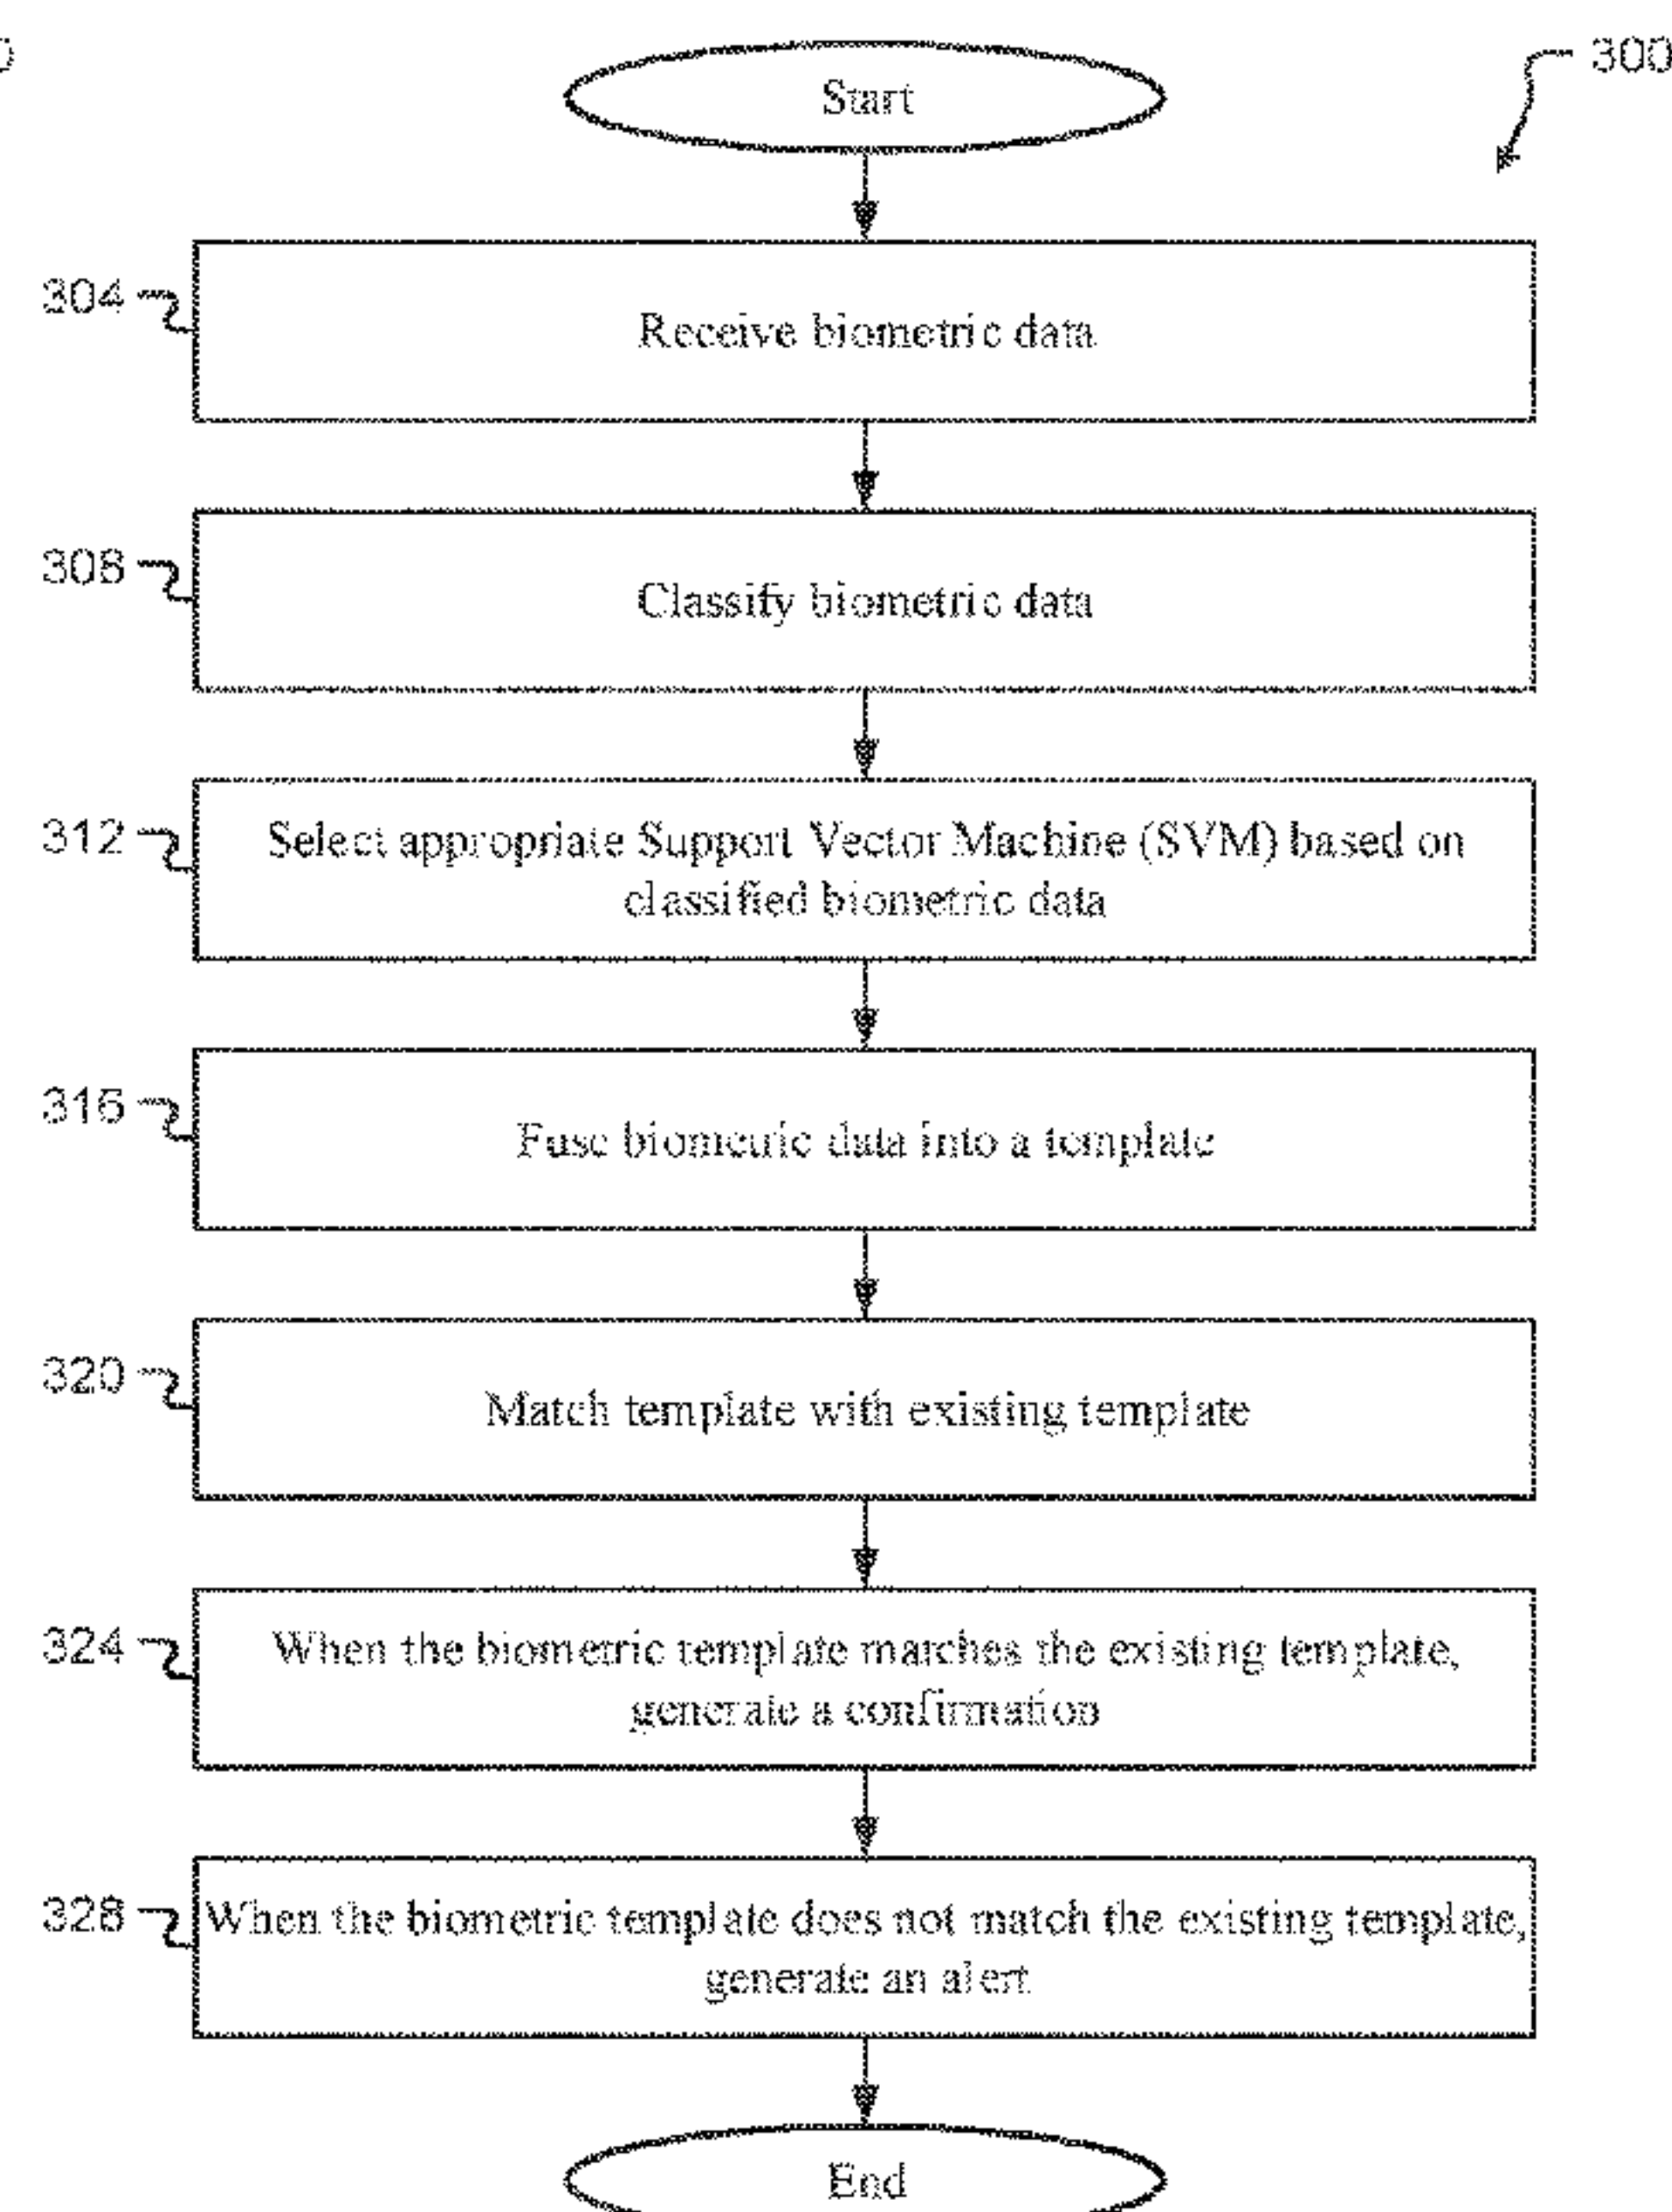 300
Start
304
Receive biometric data
308
Classify biometric data
312
Select appropriate Support Vector Machine (SVM) based on
classified biometric data
316
Fuse biometric data into a template
320
Match template with existing template
324
When the biometric template matches the existing template,
generate a confirmation
328
When the biometric template does not match the existing template,
generate an alert
End